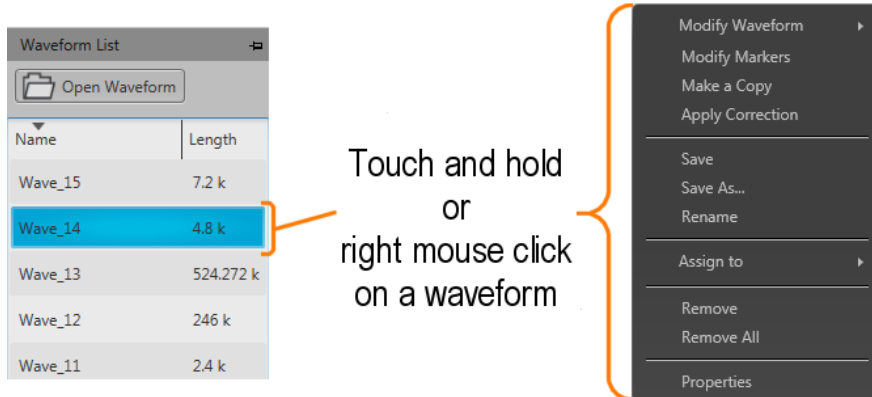 Waveform List
Open Waveform
Name Length
Wave_15 7.2 k
Wave_14 4.8 k
Wave_13 524.272 k
Wave_12 246 k
Wave_11 2.4 k
Touch and hold
or
right mouse click
on a waveform
Modify Waveform
Modify Markers
Make a Copy
Apply Correction
Save
Save As...
Rename
Assign to
Remove
Remove All
Properties